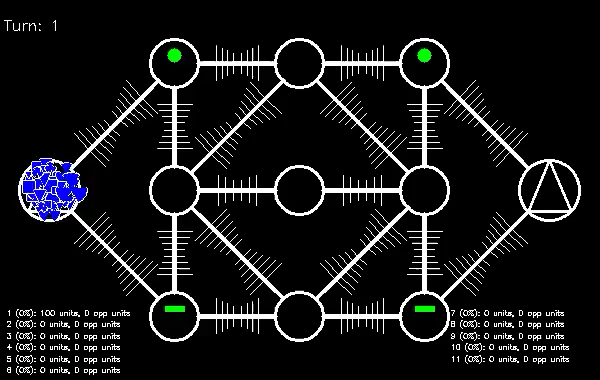 Turn: 1
1 (0%): 100 units, 0 opp units
2 (0%): 0 units, 0 opp units
3 (0%): 0 units, 0 opp units
4 (0%): 0 units, 0 opp units
5 (0%): 0 units, 0 opp units
6 (0%): 0 units, 0 opp units
7 (0%): 0 units, 0 opp units
8 (0%): 0 units, 0 opp units
9 (0%): 0 units, 0 opp units
10 (0%): 0 units, 0 opp units
11 (0%): 0 units, 0 opp units